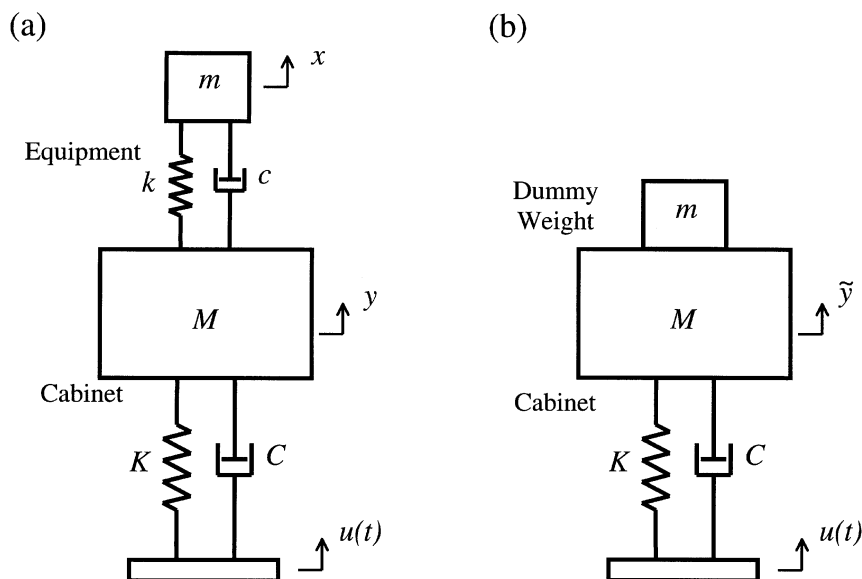 (a)
m
x
Equipment
k
c
M
y
Cabinet
K
C
u(t)
(b)
Dummy
Weight
m
M
ỹ
Cabinet
K
C
u(t)